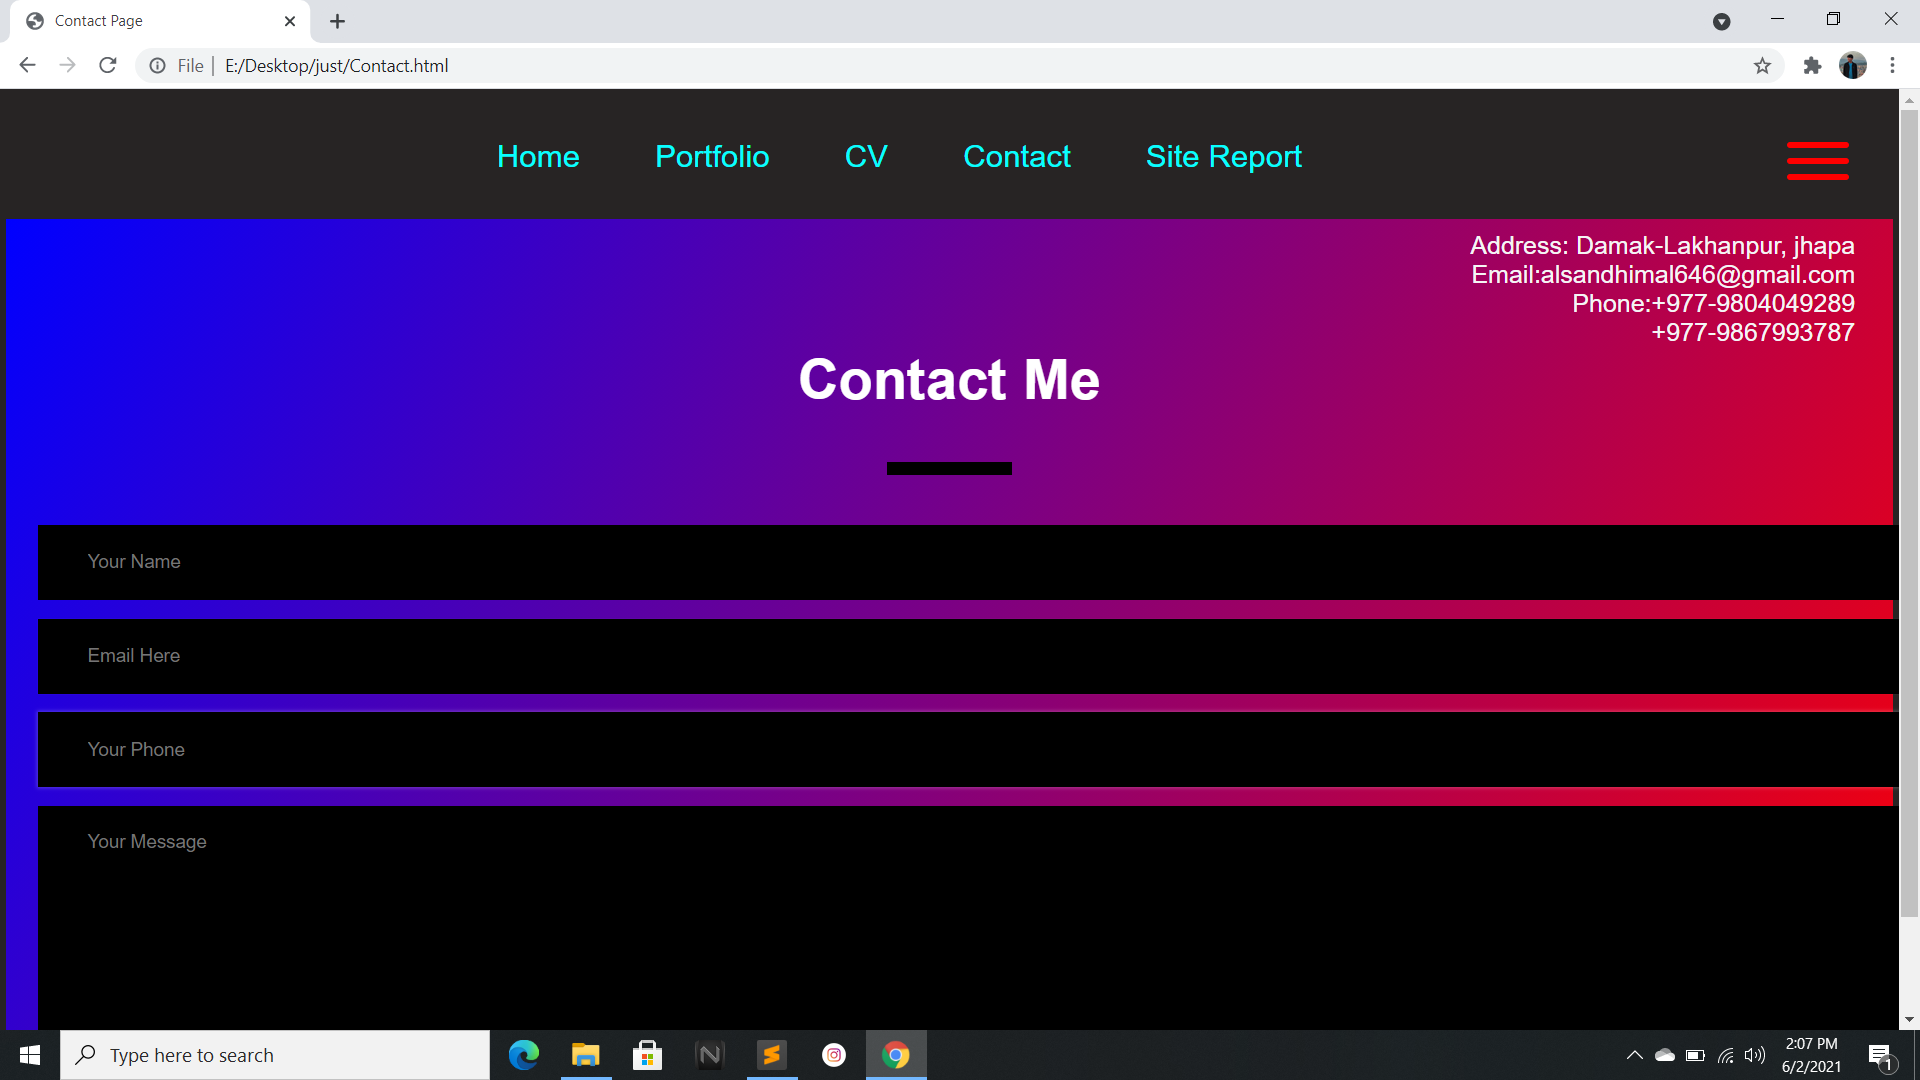 Contact Page
File | E:/Desktop/just/Contact.html
Home Portfolio CV Contact Site Report
Address: Damak-Lakhanpur, jhapa
Email:alsandhimal646@gmail.com
Phone:+977-9804049289
+977-9867993787
Contact Me
Your Name
Email Here
Your Phone
Your Message
Type here to search
2:07 PM
6/2/2021
1